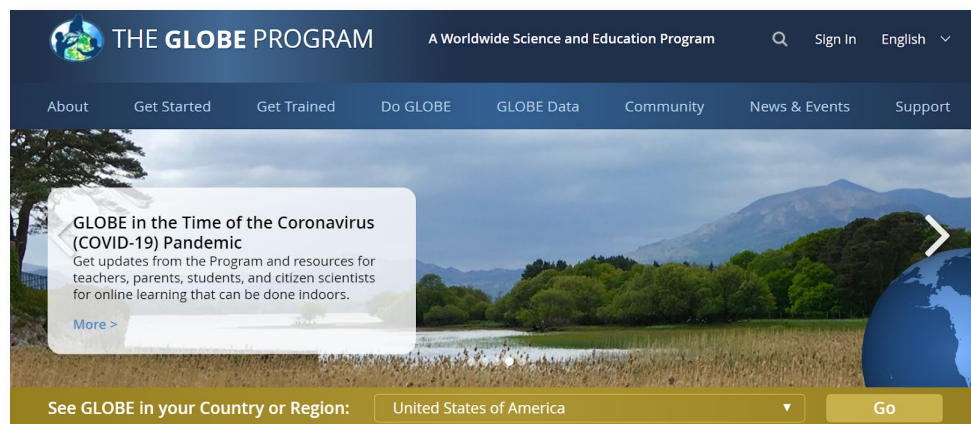 THE GLOBE PROGRAM
A Worldwide Science and Education Program
Sign In
English
About
Get Started
Get Trained
Do GLOBE
GLOBE Data
Community
News & Events
Support
GLOBE in the Time of the Coronavirus
(COVID-19) Pandemic
Get updates from the Program and resources for
teachers, parents, students, and citizen scientists
for online learning that can be done indoors.
More >
See GLOBE in your Country or Region:
United States of America
Go